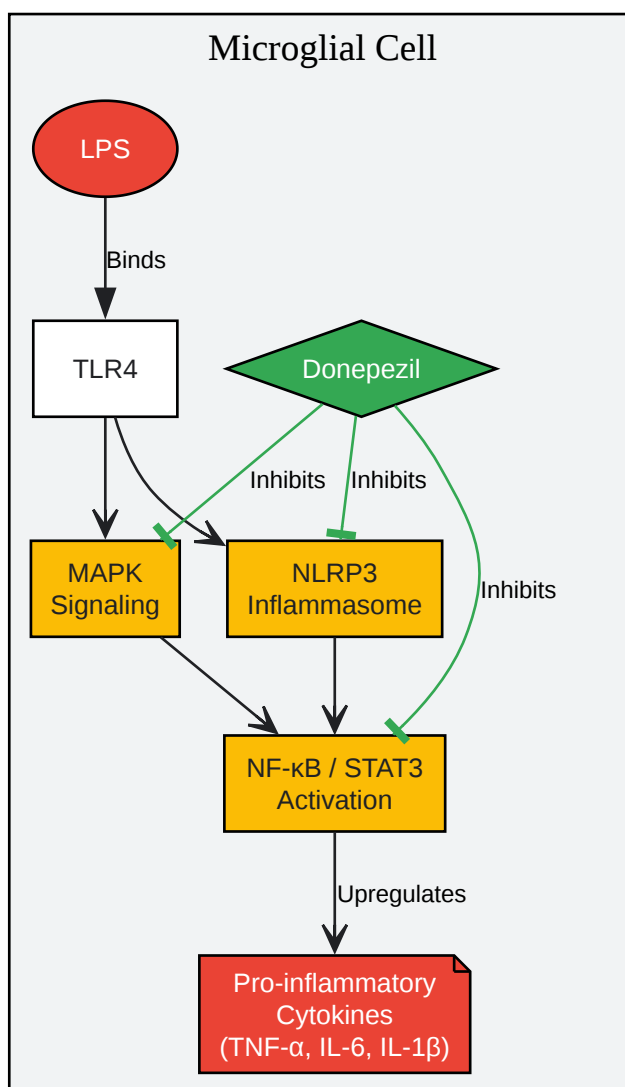 Microglial Cell
LPS
Binds
TLR4
Donepezil
Inhibits
Inhibits
MAPK
Signaling
NLRP3
Inflammasome
Inhibits
NF-κB / STAT3
Activation
Upregulates
Pro-inflammatory
Cytokines
(TNF-α, IL-6, IL-1β)